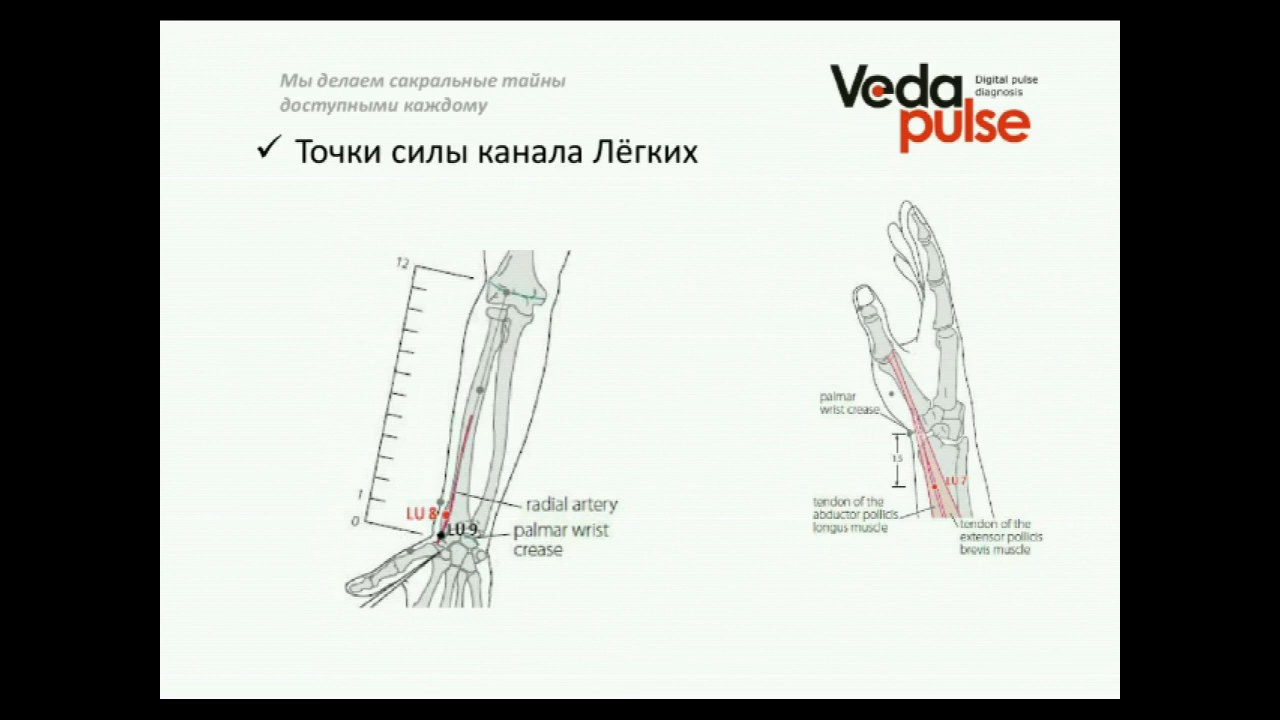 Мы делаем сакральные тайны
доступными каждому
Veda
pulse
Digital pulse
diagnosis
✓ Точки силы канала Лёгких
12
1
0
LU 8
LU 9
radial artery
palmar wrist
crease
palmar
wrist crease
1.5
LU 7
tendon of the
abductor pollicis
longus muscle
tendon of the
extensor pollicis
brevis muscle